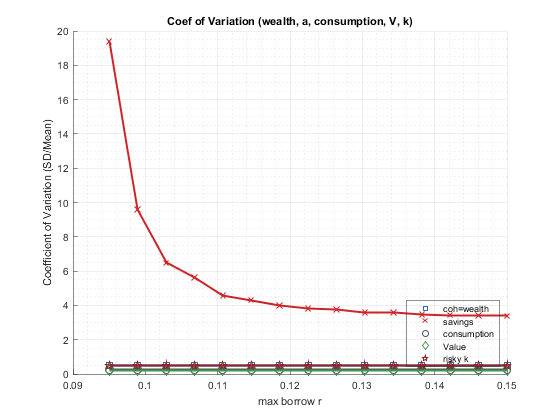 Coef of Variation (wealth, a, consumption, V, k)
Coefficient of Variation (SD/Mean)
20
18
16
14
12
10
8
6
4
2
0
coh=wealth
savings
consumption
Value
risky k
0.09 0.1 0.11 0.12 0.13 0.14 0.15
max borrow r